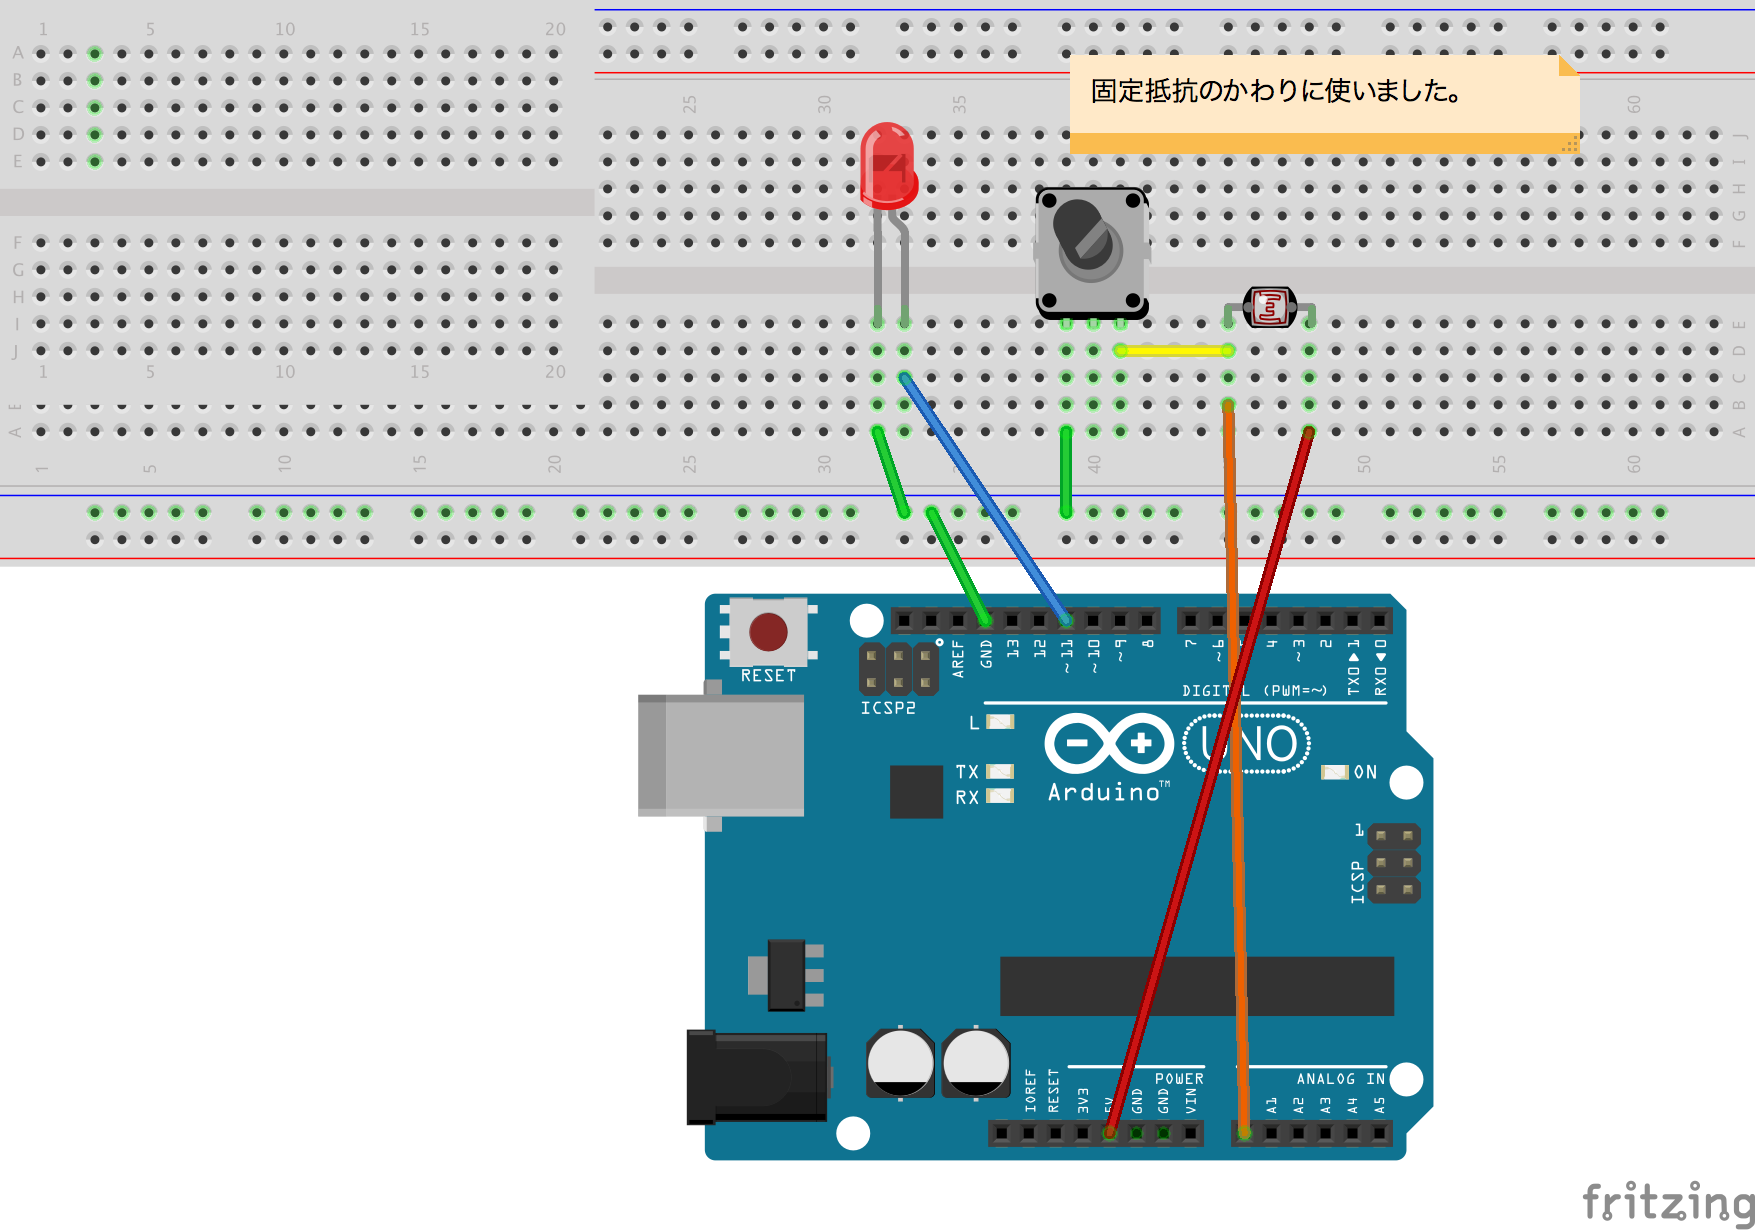 1 5 10 15 20
A
B
C
D
E
25 30 35 60
固定抵抗のかわりに使いました。
J
I
H
G
F
F
G
H
I
J
E
D
C
B
A
1 5 10 15 20
E
A
1 5 10 15 20 25 30 40 50 55 60
RESET
ICSP2
AREF GND 13 12 ~11 ~10 ~9 8 7 ~6 4 ~3 2 TX0▶1 RX0◀0
DIGITAL (PWM=~)
L
TX
RX
UNO
Arduino™
ON
1
ICSP
IOREF RESET 3V3 5V GND GND VIN A1 A2 A3 A4 A5
POWER
ANALOG IN
fritzing